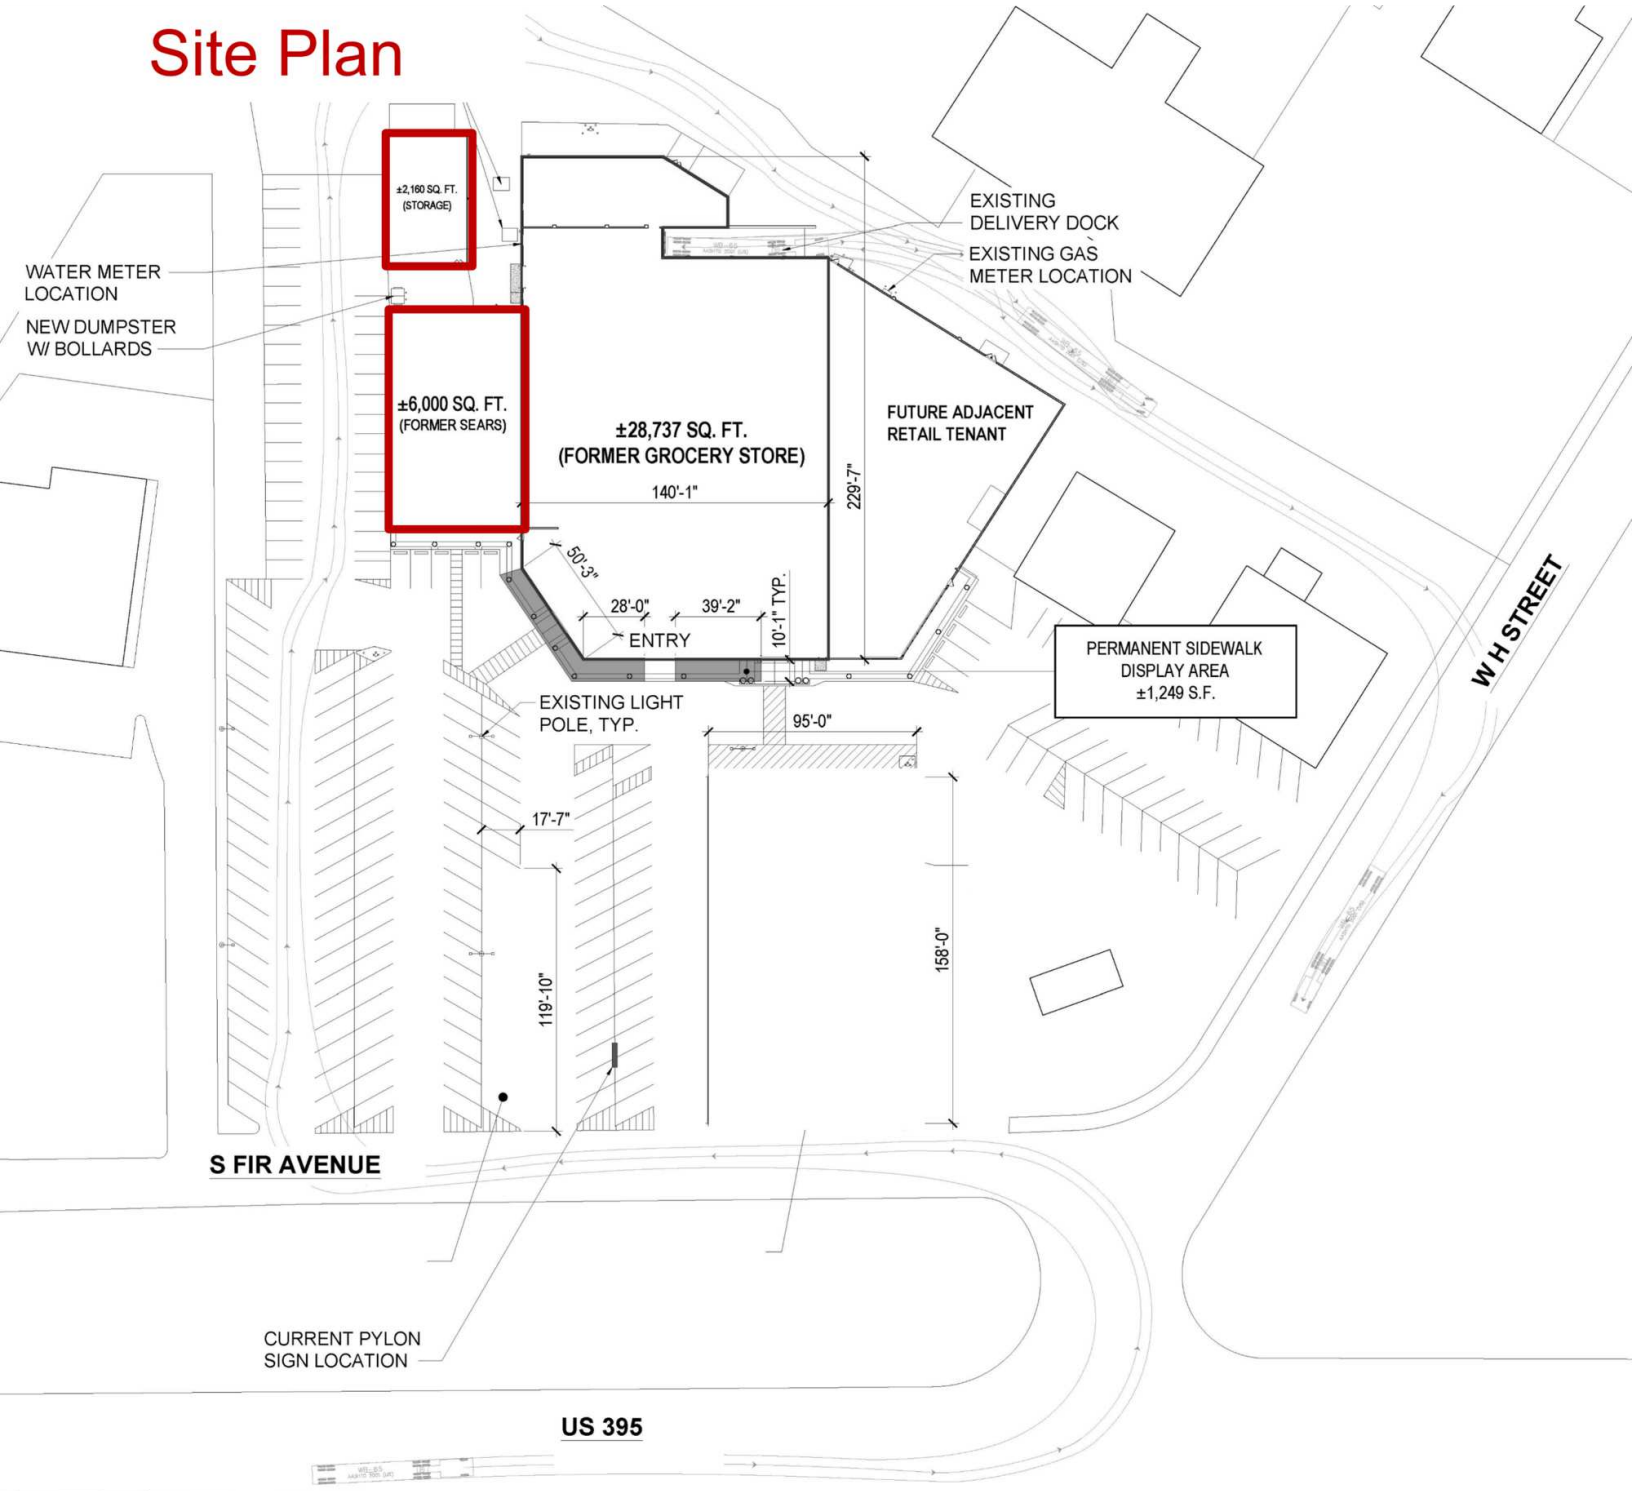 Site Plan
±2,160 SQ. FT.
(STORAGE)
EXISTING
DELIVERY DOCK
EXISTING GAS
METER LOCATION
WATER METER
LOCATION
NEW DUMPSTER
W/ BOLLARDS
±6,000 SQ. FT.
(FORMER SEARS)
±28,737 SQ. FT.
(FORMER GROCERY STORE)
FUTURE ADJACENT
RETAIL TENANT
140'-1"
229'-7"
50'-3"
28'-0"
39'-2"
10'-1" TYP.
ENTRY
W H STREET
PERMANENT SIDEWALK
DISPLAY AREA
±1,249 S.F.
EXISTING LIGHT
POLE, TYP.
95'-0"
17'-7"
119'-10"
158'-0"
S FIR AVENUE
CURRENT PYLON
SIGN LOCATION
US 395